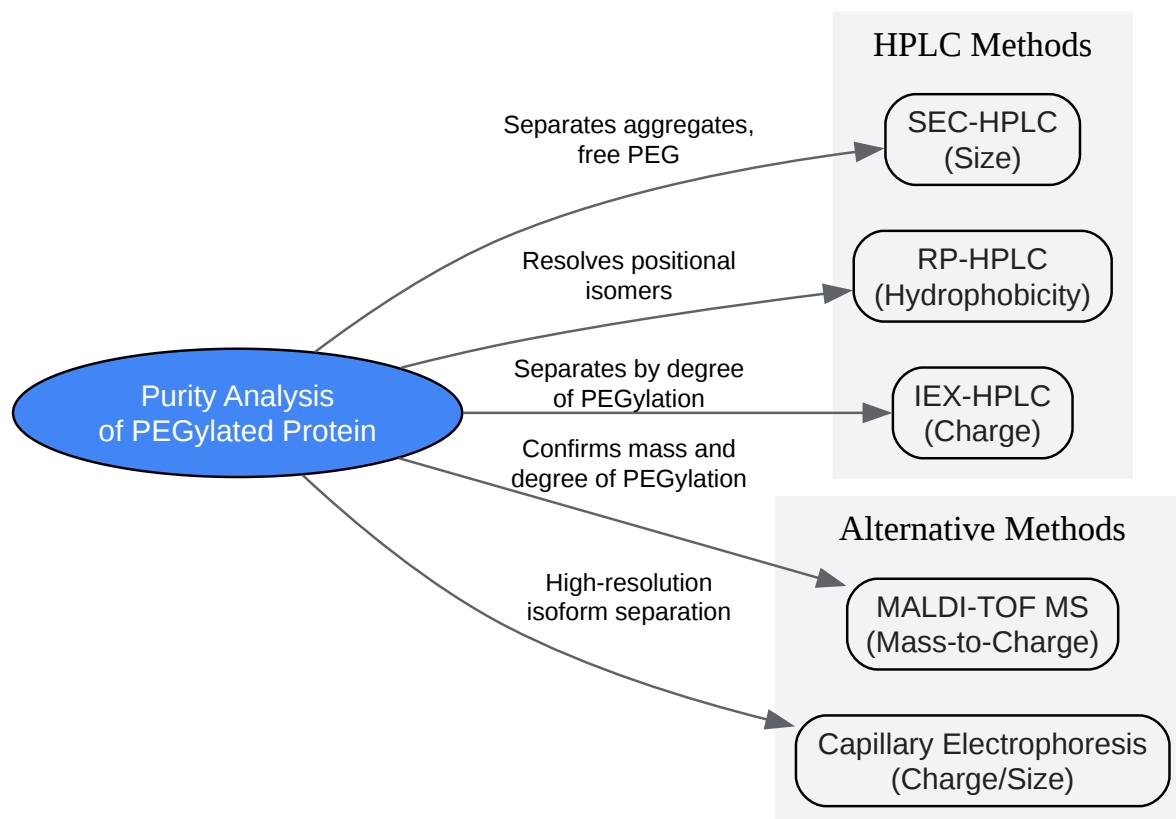 HPLC Methods
SEC-HPLC
(Size)
Separates aggregates,
free PEG
RP-HPLC
(Hydrophobicity)
Resolves positional
isomers
IEX-HPLC
(Charge)
Separates by degree
of PEGylation
Purity Analysis
of PEGylated Protein
Confirms mass and
degree of PEGylation
Alternative Methods
MALDI-TOF MS
(Mass-to-Charge)
High-resolution
isoform separation
Capillary Electrophoresis
(Charge/Size)